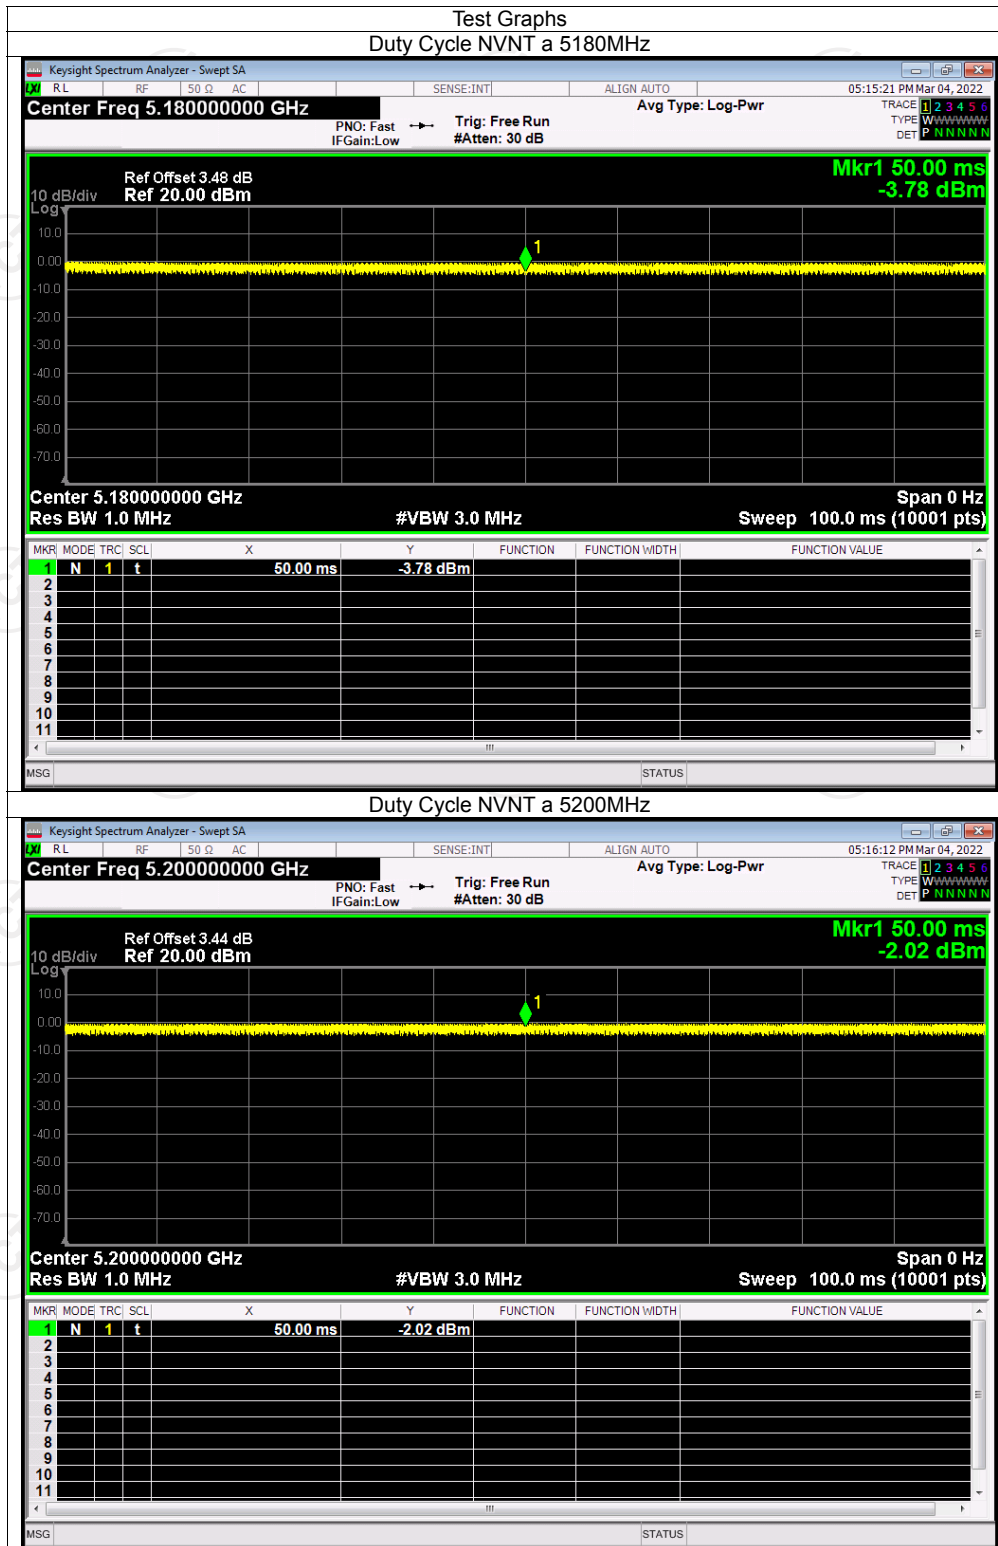 Test Graphs
Duty Cycle NVNT a 5180MHz
Keysight Spectrum Analyzer - Swept SA
LXI RL RF 50 Ω AC SENSE:INT ALIGN AUTO 05:15:21 PM Mar 04, 2022
Center Freq 5.180000000 GHz Avg Type: Log-Pwr TRACE 1 2 3 4 5 6
PNO: Fast Trig: Free Run TYPE WWWWWW
IFGain:Low #Atten: 30 dB DET P N N N N N
Mkr1 50.00 ms
Ref Offset 3.48 dB
10 dB/div Ref 20.00 dBm -3.78 dBm
Log
10.0
1
0.00
-10.0
-20.0
-30.0
-40.0
-50.0
-60.0
-70.0
Center 5.180000000 GHz Span 0 Hz
Res BW 1.0 MHz #VBW 3.0 MHz Sweep 100.0 ms (10001 pts)
MKR MODE TRC SCL X Y FUNCTION FUNCTION WIDTH FUNCTION VALUE
1 N 1 t 50.00 ms -3.78 dBm
2
3
4
5
6
7
8
9
10
11
MSG STATUS
Duty Cycle NVNT a 5200MHz
Keysight Spectrum Analyzer - Swept SA
LXI RL RF 50 Ω AC SENSE:INT ALIGN AUTO 05:16:12 PM Mar 04, 2022
Center Freq 5.200000000 GHz Avg Type: Log-Pwr TRACE 1 2 3 4 5 6
PNO: Fast Trig: Free Run TYPE WWWWWW
IFGain:Low #Atten: 30 dB DET P N N N N N
Mkr1 50.00 ms
Ref Offset 3.44 dB
10 dB/div Ref 20.00 dBm -2.02 dBm
Log
10.0
1
0.00
-10.0
-20.0
-30.0
-40.0
-50.0
-60.0
-70.0
Center 5.200000000 GHz Span 0 Hz
Res BW 1.0 MHz #VBW 3.0 MHz Sweep 100.0 ms (10001 pts)
MKR MODE TRC SCL X Y FUNCTION FUNCTION WIDTH FUNCTION VALUE
1 N 1 t 50.00 ms -2.02 dBm
2
3
4
5
6
7
8
9
10
11
MSG STATUS